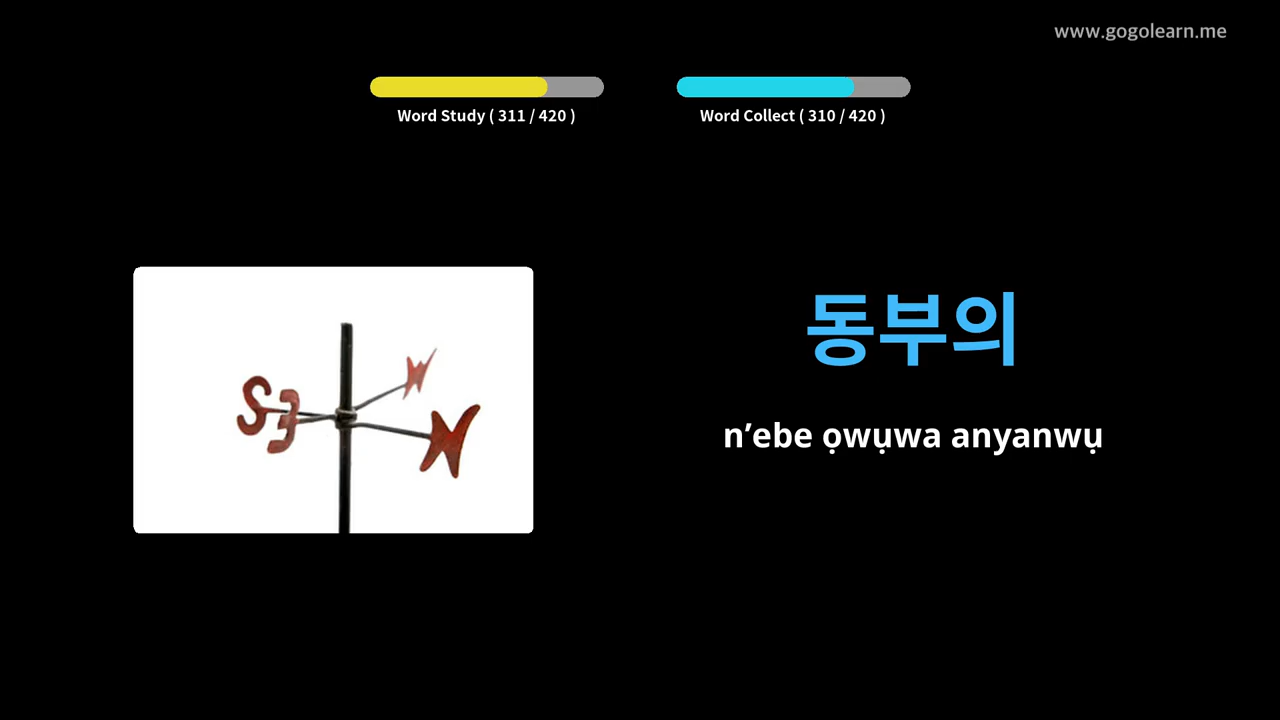 www.gogolearn.me
Word Study ( 311 / 420 )
Word Collect ( 310 / 420 )
동부의
n’ebe ọwụwa anyanwụ
S E W N